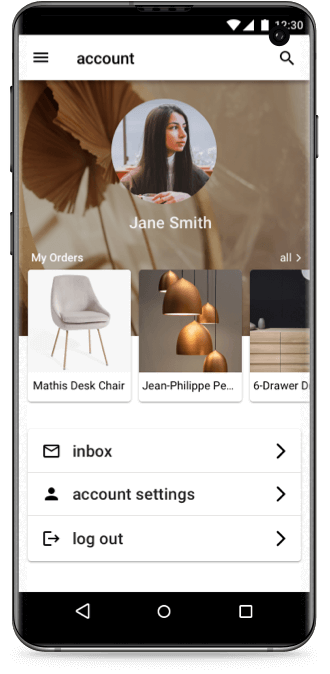 12:30
account
Jane Smith
My Orders all
Mathis Desk Chair Jean-Philippe Pe... 6-Drawer D
inbox
account settings
log out